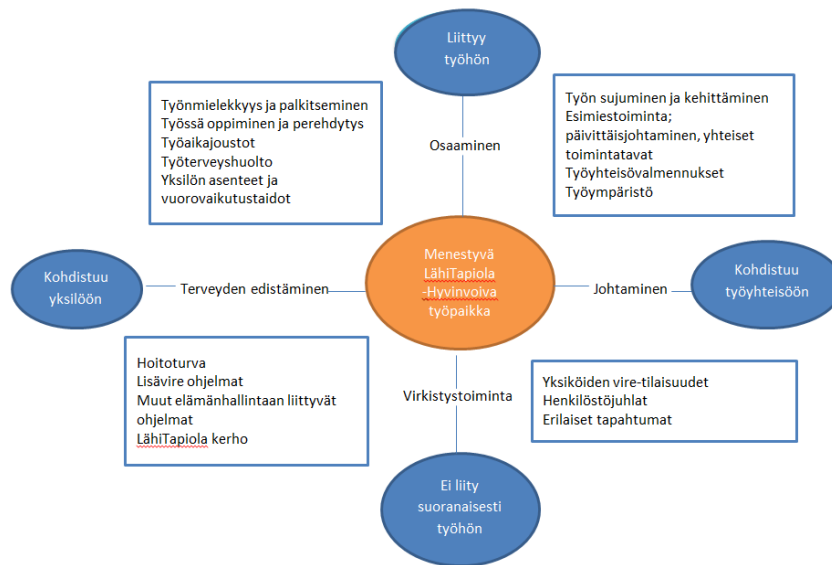 Liittyy
työhön
Työnmielekkyys ja palkitseminen
Työssä oppiminen ja perehdytys
Työaikajoustot
Työterveyshuolto
Yksilön asenteet ja
vuorovaikutustaidot
Osaaminen
Työn sujuminen ja kehittäminen
Esimiestoiminta;
päivittäisjohtaminen, yhteiset
toimintatavat
Työyhteisövalmennukset
Työympäristö
Kohdistuu
yksilöön
Terveyden edistäminen
Menestyvä
LähiTapiola
-Hyvinvoiva
työpaikka
Johtaminen
Kohdistuu
työyhteisöön
Hoitoturva
Lisävire ohjelmat
Muut elämänhallintaan liittyvät
ohjelmat
LähiTapiola kerho
Virkistystoiminta
Yksiköiden vire-tilaisuudet
Henkilöstöjuhlat
Erilaiset tapahtumat
Ei liity
suoranaisesti
työhön